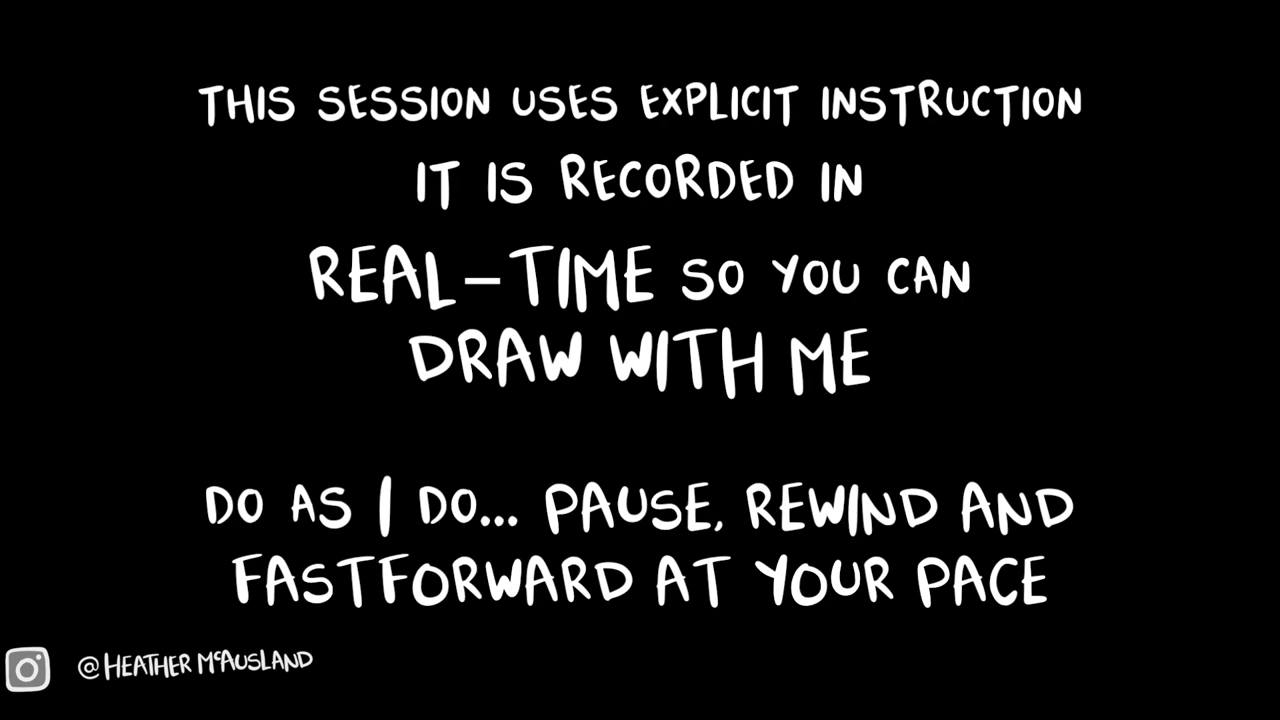 THIS SESSION USES EXPLICIT INSTRUCTION
IT IS RECORDED IN
REAL-TIME SO YOU CAN
DRAW WITH ME
DO AS I DO... PAUSE, REWIND AND
FASTFORWARD AT YOUR PACE
@HEATHER McAUSLAND